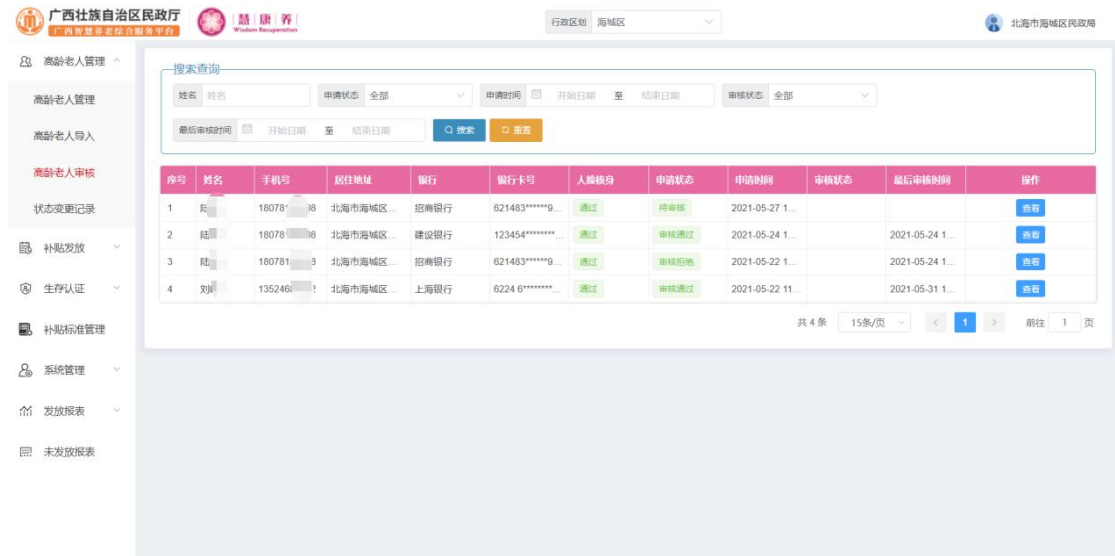 广西壮族自治区民政厅
广西智慧养老综合服务平台
慧 康 养
Wisdom Recuperation
行政区划 海城区
北海市海城区民政局
高龄老人管理
高龄老人管理
高龄老人导入
高龄老人审核
状态变更记录
补贴发放
生存认证
补贴标准管理
系统管理
发放报表
未发放报表
搜索查询
姓名 姓名 申请状态 全部 申请时间 开始日期 至 结束日期 审核状态 全部
最后审核时间 开始日期 至 结束日期 搜索 重置
序号 姓名 手机号 居住地址 银行 银行卡号 人脸核身 申请状态 申请时间 审核状态 最后审核时间 操作
1 18078 北海市海城区... 招商银行 621483******9... 通过 待审核 2021-05-27 1... 查看
2 陆 18078 8 北海市海城区... 建设银行 123454********... 通过 审核通过 2021-05-24 1... 2021-05-24 1... 查看
3 陆 180781 8 北海市海城区... 招商银行 621483******9... 通过 审核拒绝 2021-05-22 1... 2021-05-24 1... 查看
4 刘 13524 北海市海城区... 上海银行 6224 6********... 通过 审核通过 2021-05-22 11... 2021-05-31 1... 查看
共 4 条 15条/页 1 前往 1 页